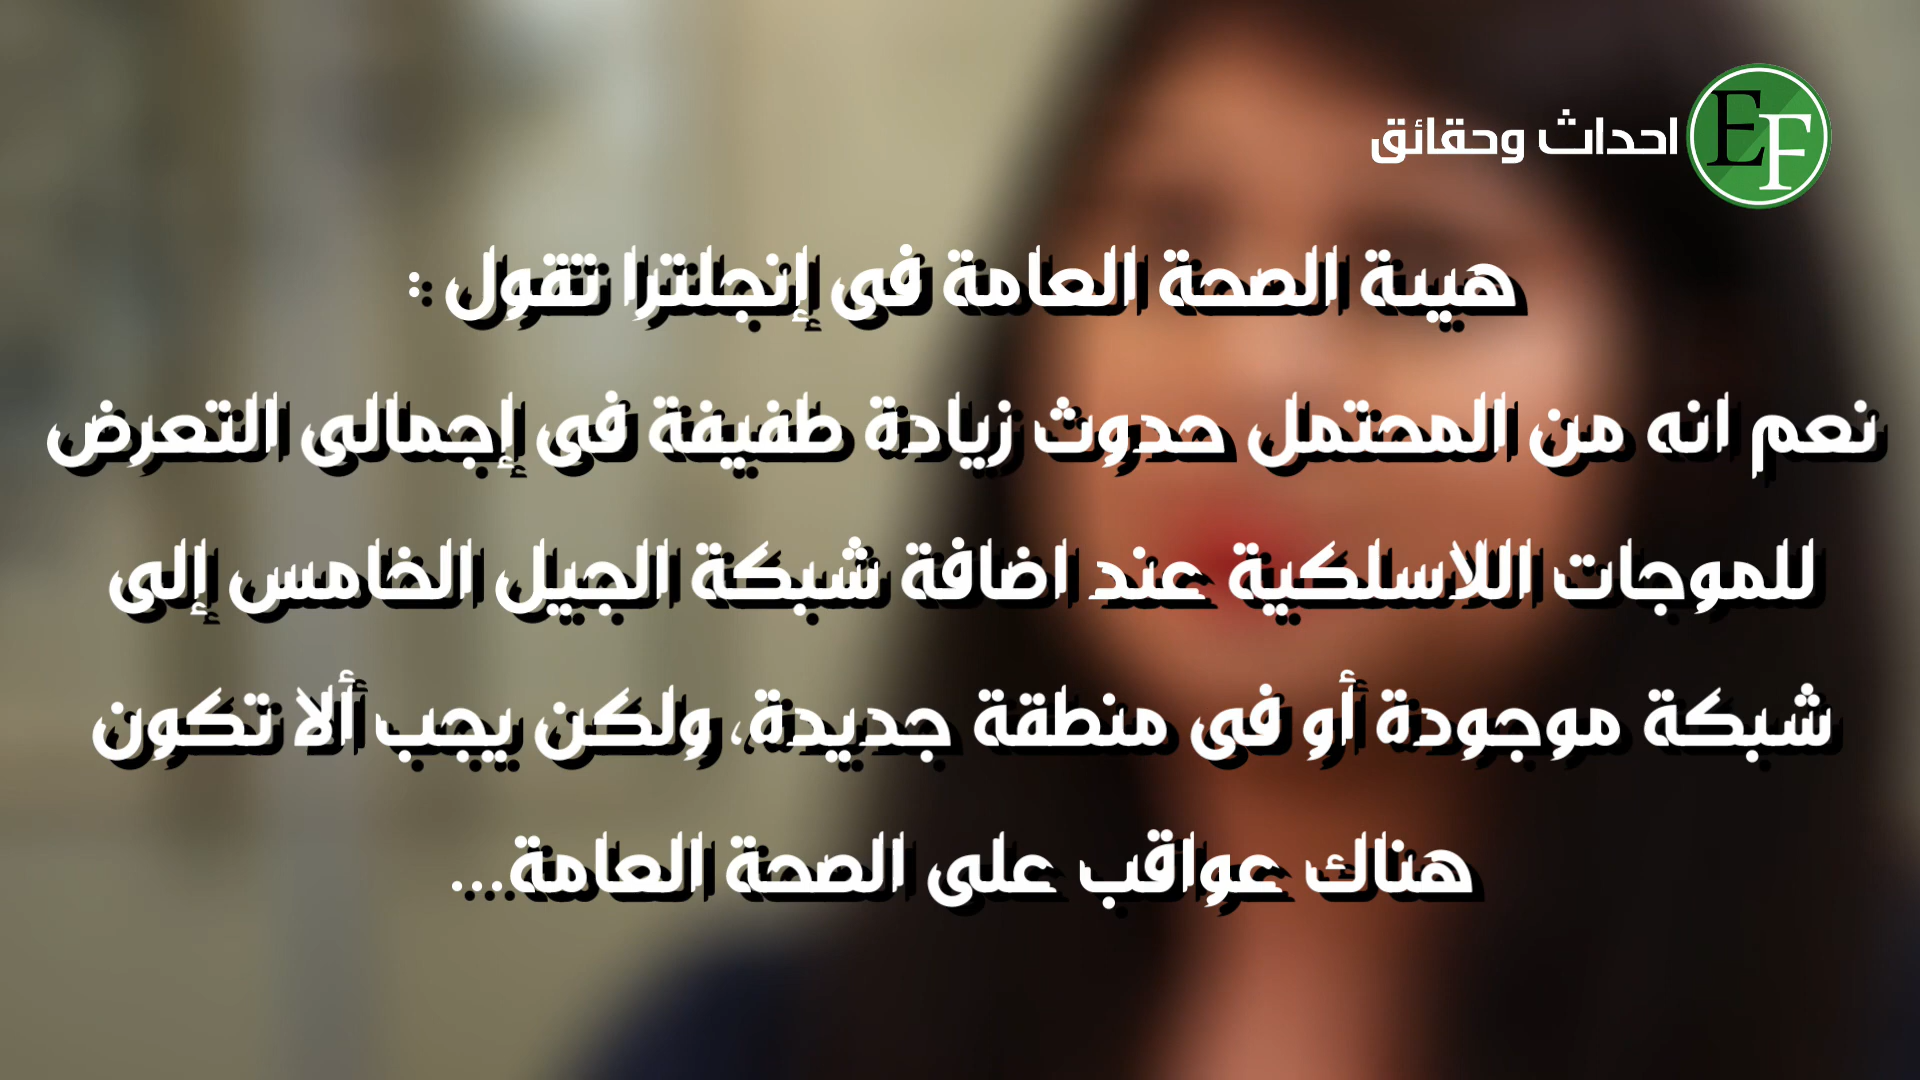 احداث وحقائق
EF
هيىة الصحة العامة فى إنجلترا تقول :
نعم انه من المحتمل حدوث زيادة طفيفة فى إجمالى التعرض
للموجات اللاسلكية عند اضافة شبكة الجيل الخامس إلى
شبكة موجودة أو فى منطقة جديدة، ولكن يجب ألا تكون
هناك عواقب على الصحة العامة...